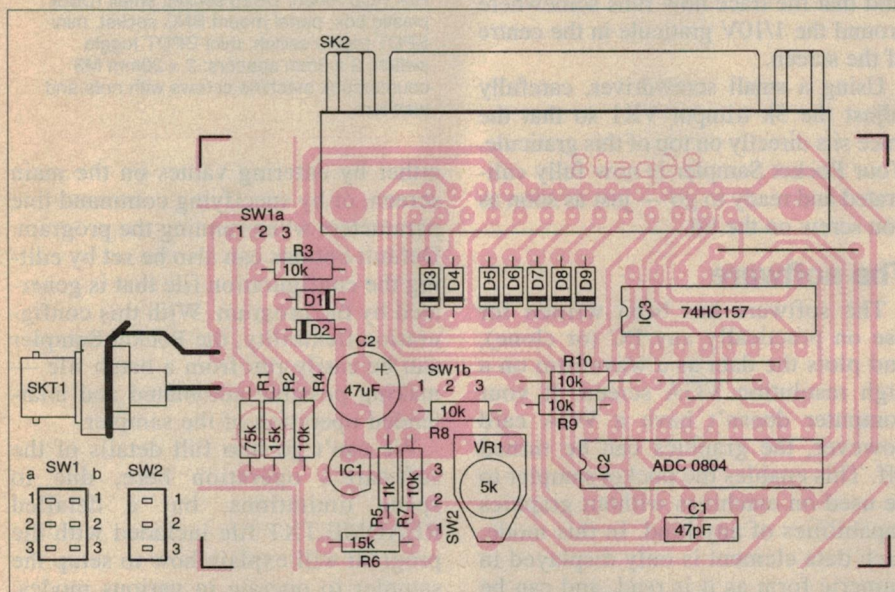 SK2
96ps08
SW1a
1 2 3
R3
10k
D1
D2
D3 D4 D5 D6 D7 D8 D9
IC3
74HC157
C2
+
47uF
SW1b
1 2 3
R10
10k
10k
R8
10k
R9
SKT1
R1 R2 R4
75k 15k 10k
IC1
1k 10k
R5 R7
3
2
1
SW2
VR1
5k
IC2
ADC 0804
C1
47pF
15k
R6
SW1 SW2
a b
1 1 1
2 2 2
3 3 3